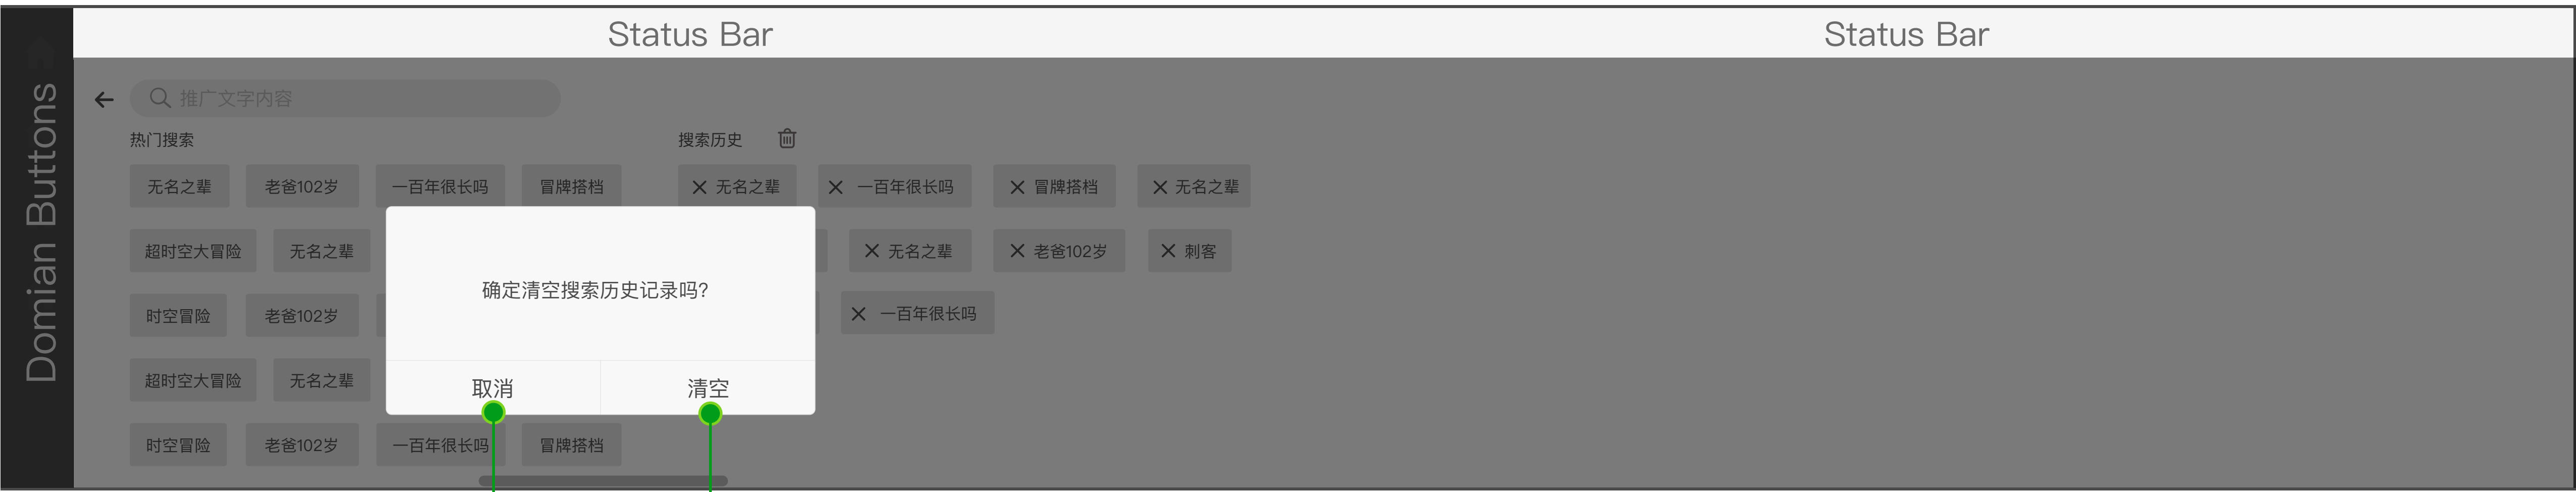 Status Bar
Status Bar
Domian Buttons
推广文字内容
热门搜索
搜索历史
无名之辈
老爸102岁
一百年很长吗
冒牌搭档
无名之辈
一百年很长吗
冒牌搭档
无名之辈
超时空大冒险
无名之辈
无名之辈
老爸102岁
刺客
确定清空搜索历史记录吗?
时空冒险
老爸102岁
一百年很长吗
超时空大冒险
无名之辈
取消
清空
时空冒险
老爸102岁
一百年很长吗
冒牌搭档